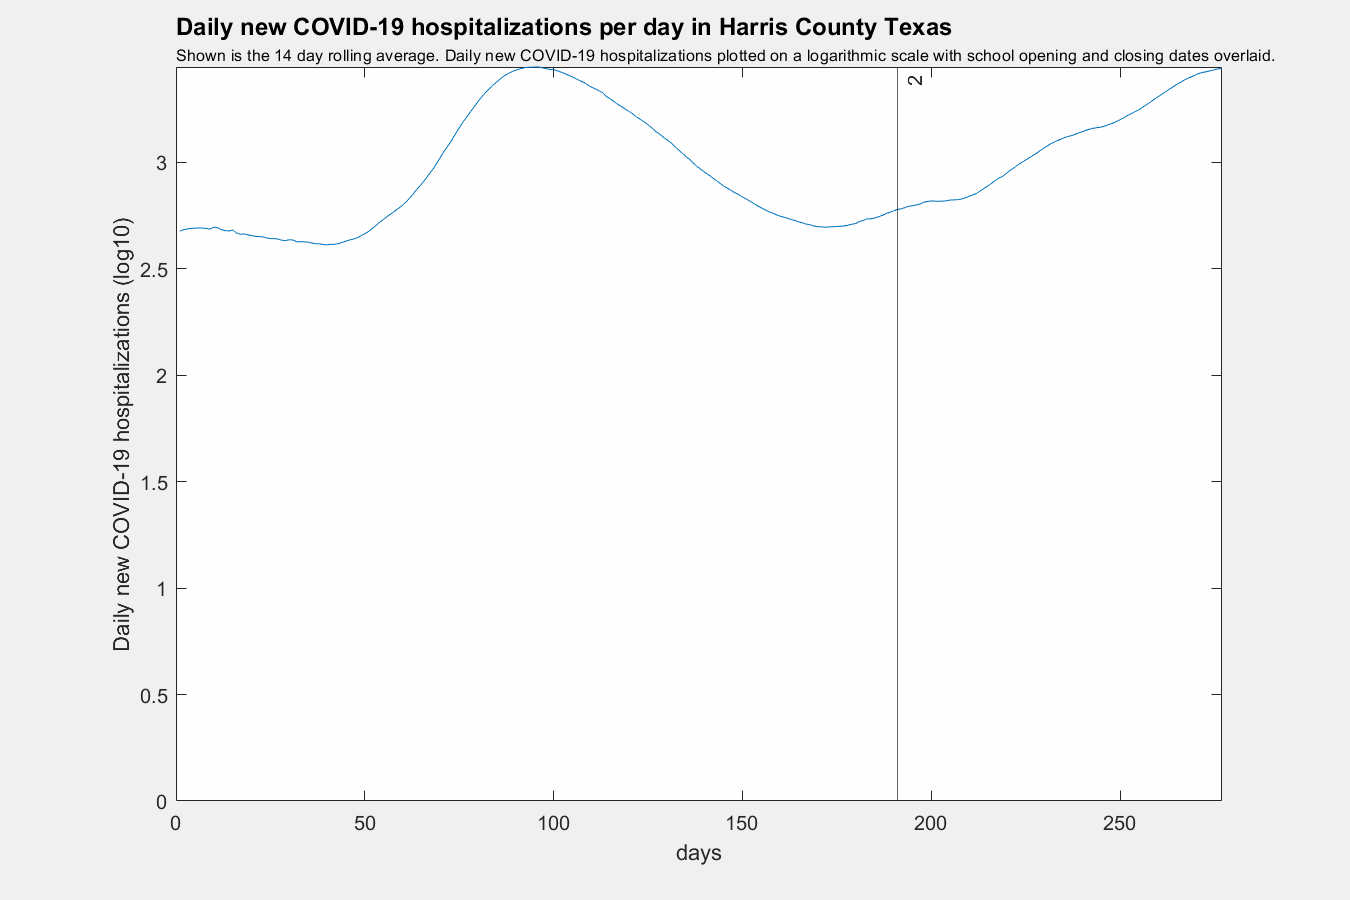 Daily new COVID-19 hospitalizations per day in Harris County Texas
Shown is the 14 day rolling average. Daily new COVID-19 hospitalizations plotted on a logarithmic scale with school opening and closing dates overlaid.
2
3
2.5
2
1.5
1
0.5
0
Daily new COVID-19 hospitalizations (log10)
0 50 100 150 200 250
days